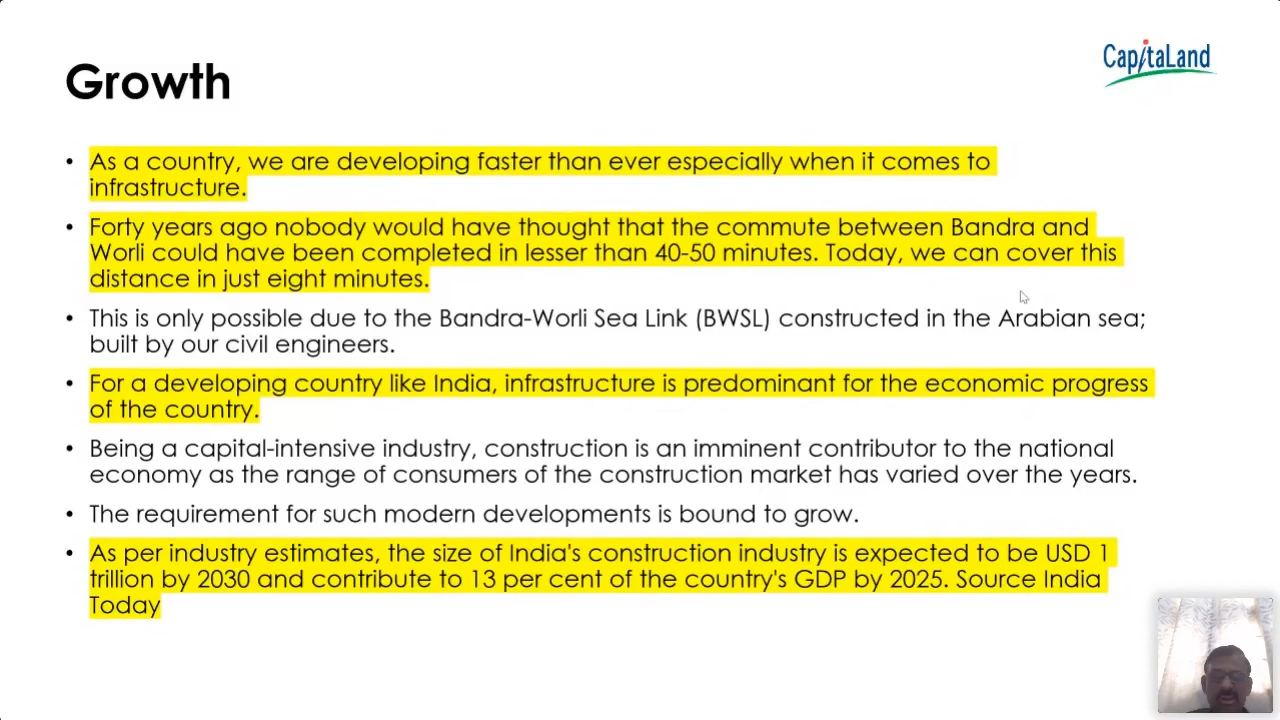 CapitaLand
Growth
• As a country, we are developing faster than ever especially when it comes to
infrastructure.
• Forty years ago nobody would have thought that the commute between Bandra and
Worli could have been completed in lesser than 40-50 minutes. Today, we can cover this
distance in just eight minutes.
• This is only possible due to the Bandra-Worli Sea Link (BWSL) constructed in the Arabian sea;
built by our civil engineers.
• For a developing country like India, infrastructure is predominant for the economic progress
of the country.
• Being a capital-intensive industry, construction is an imminent contributor to the national
economy as the range of consumers of the construction market has varied over the years.
• The requirement for such modern developments is bound to grow.
• As per industry estimates, the size of India's construction industry is expected to be USD 1
trillion by 2030 and contribute to 13 per cent of the country's GDP by 2025. Source India
Today